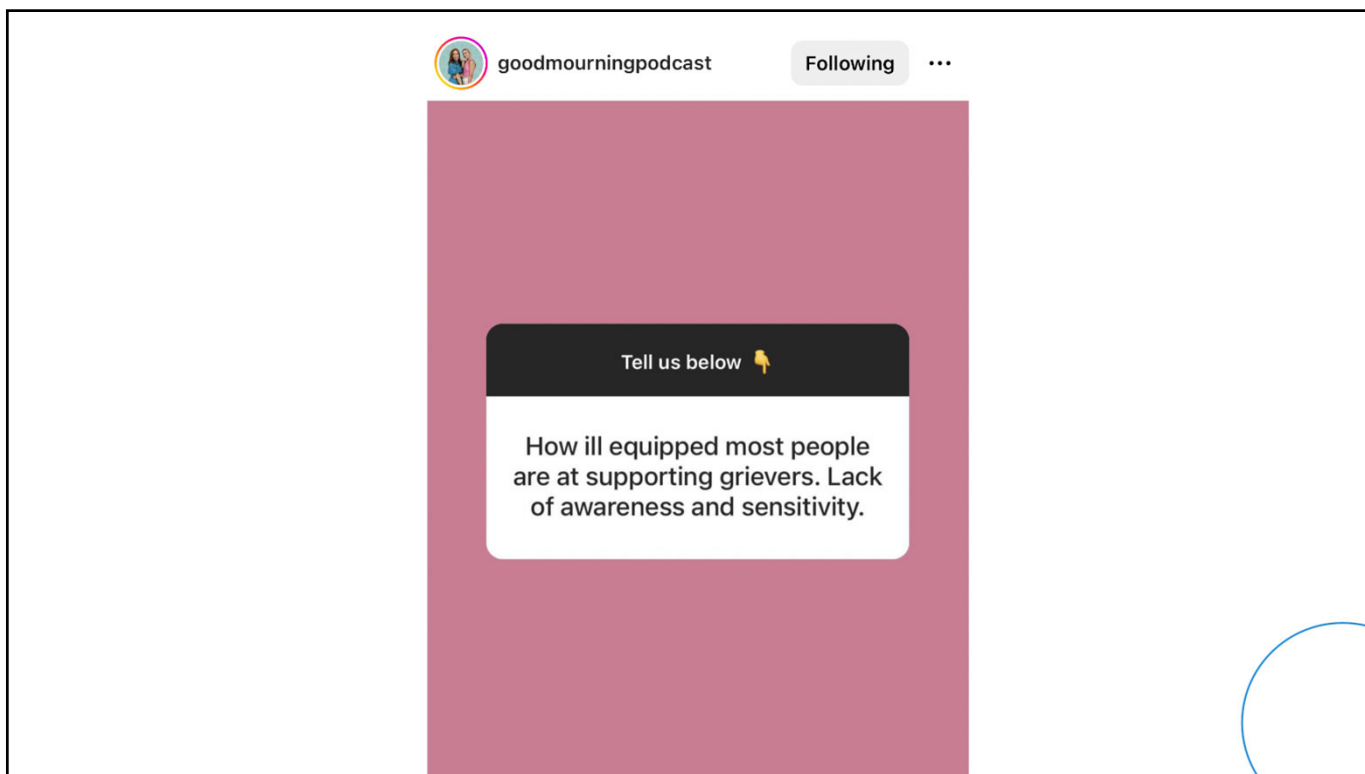 goodmourningpodcast
Following
Tell us below 👇
How ill equipped most people
are at supporting grievers. Lack
of awareness and sensitivity.